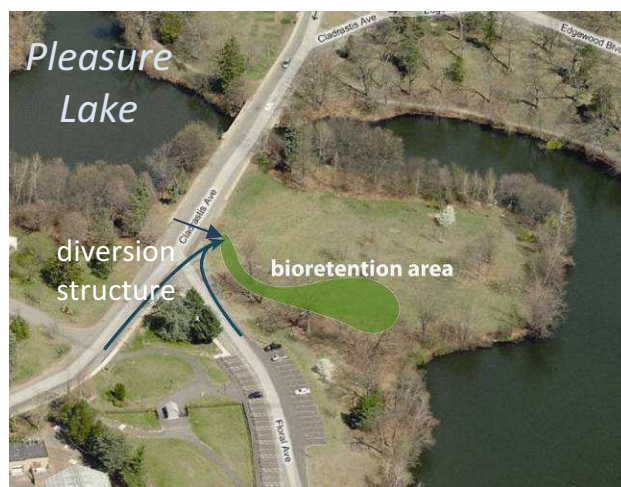 Pleasure
Lake
Cladrastis Ave
Edgewood Blvd
Cladrastis Ave
diversion
structure
bioretention area
Floral Ave